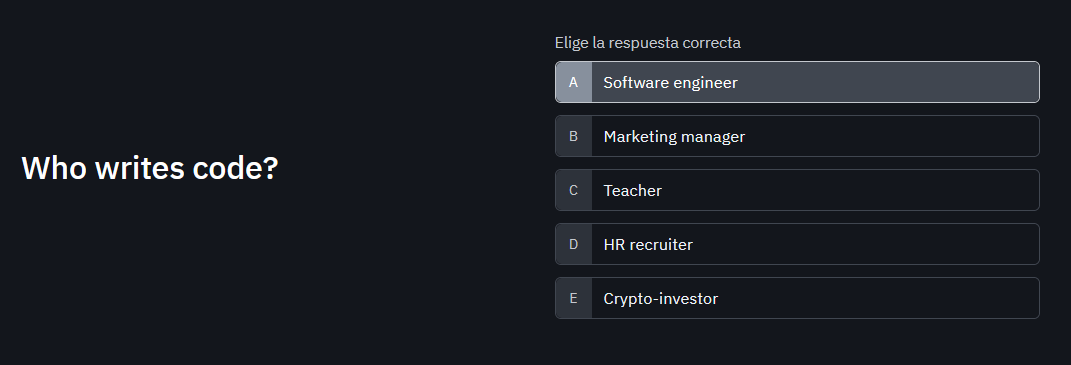 Who writes code?
Elige la respuesta correcta
A Software engineer
B Marketing manager
C Teacher
D HR recruiter
E Crypto-investor